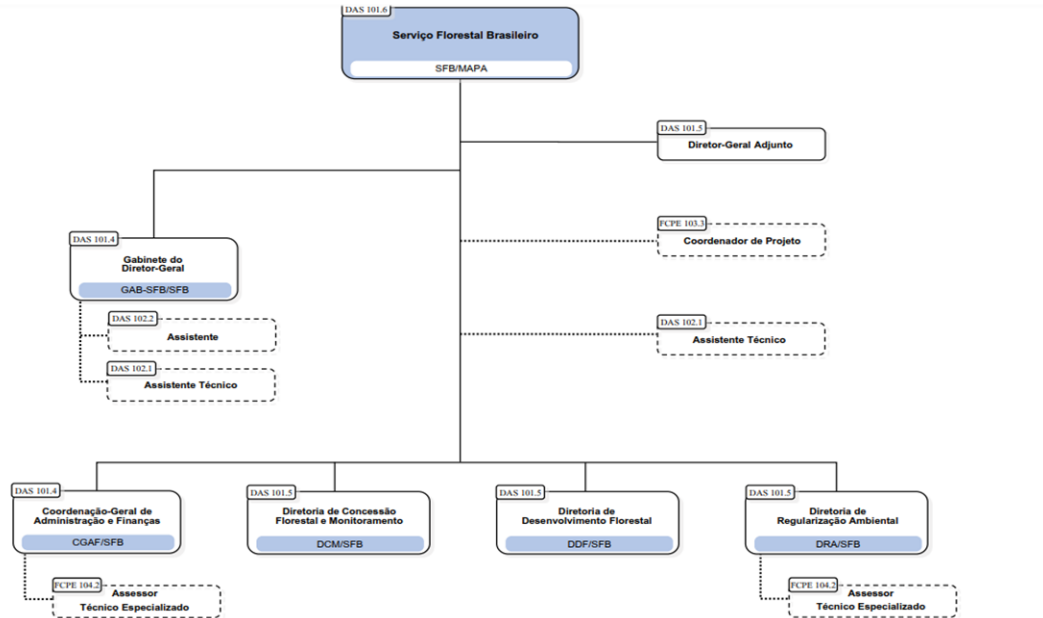 DAS 101.6
Serviço Florestal Brasileiro
SFB/MAPA
DAS 101.5
Diretor-Geral Adjunto
DAS 101.4
Gabinete do
Diretor-Geral
GAB-SFB/SFB
FCPE 103.3
Coordenador de Projeto
DAS 102.2
Assistente
DAS 102.1
Assistente Técnico
DAS 102.1
Assistente Técnico
DAS 101.4
Coordenação-Geral de
Administração e Finanças
CGAF/SFB
DAS 101.5
Diretoria de Concessão
Florestal e Monitoramento
DCM/SFB
DAS 101.5
Diretoria de
Desenvolvimento Florestal
DDF/SFB
DAS 101.5
Diretoria de
Regularização Ambiental
DRA/SFB
FCPE 104.2
Assessor
Técnico Especializado
FCPE 104.2
Assessor
Técnico Especializado